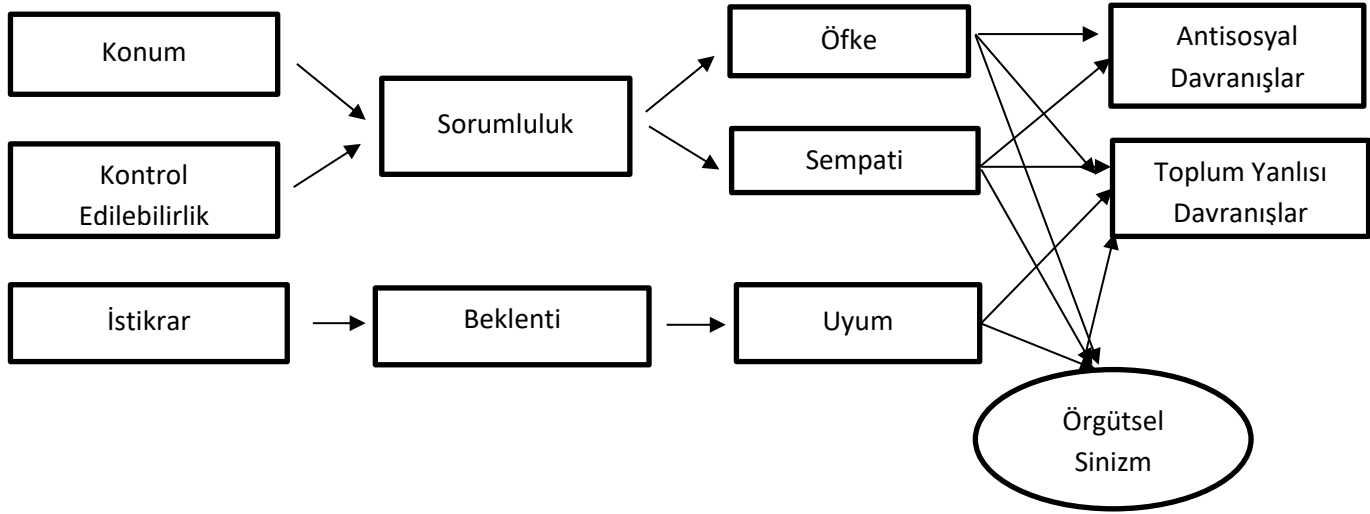 Konum
Kontrol
Edilebilirlik
İstikrar
Sorumluluk
Beklenti
Öfke
Sempati
Uyum
Antisosyal
Davranışlar
Toplum Yanlısı
Davranışlar
Örgütsel
Sinizm